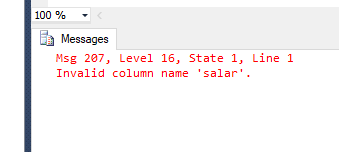 100 %
Messages
Msg 207, Level 16, State 1, Line 1
Invalid column name 'salar'.